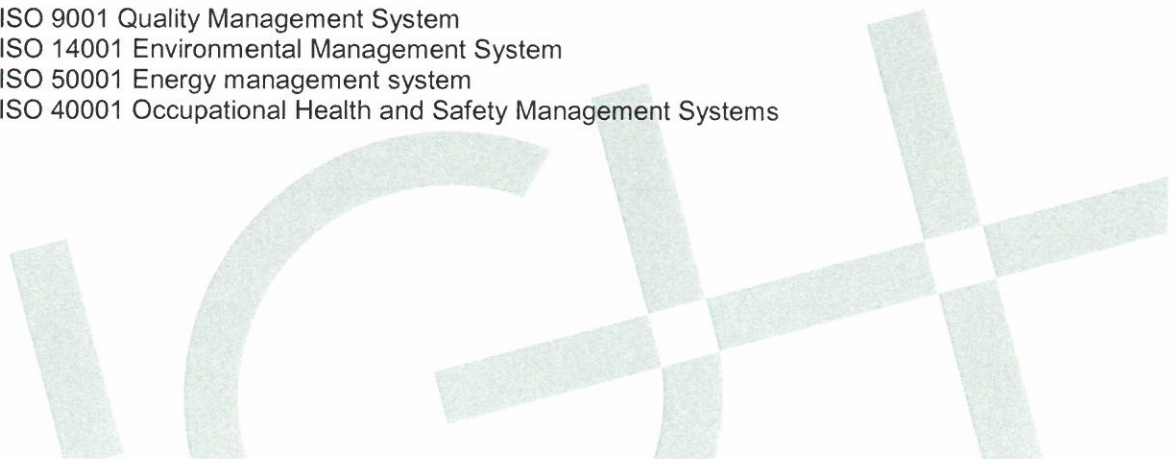 ISO 9001 Quality Management System
ISO 14001 Environmental Management System
ISO 50001 Energy management system
ISO 40001 Occupational Health and Safety Management Systems
IGH